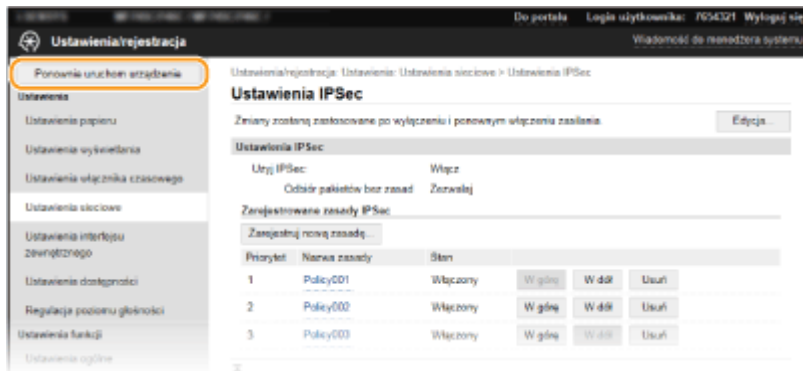 Do portalu Login użytkownika: 7654321 Wyloguj się
Ustawienia/rejestracja
Wiadomość do menedżera systemu
Ponownie uruchom urządzenie
Ustawienia/rejestracja: Ustawienia: Ustawienia sieciowe > Ustawienia IPSec
Ustawienia
Ustawienia IPSec
Ustawienia papieru
Zmiany zostaną zastosowane po wyłączeniu i ponownym włączeniu zasilania.
Edycja...
Ustawienia wyświetlania
Ustawienia IPSec
Ustawienia włącznika czasowego
Użyj IPSec: Włącz
Odbiór pakietów bez zasad Zezwalaj
Ustawienia sieciowe
Zarejestrowane zasady IPSec
Ustawienia interfejsu
zewnętrznego
Zarejestruj nową zasadę...
Priorytet Nazwa zasady Stan
Ustawienia dostępności
1 Policy001 Włączony W górę W dół Usuń
Regulacja poziomu głośności
2 Policy002 Włączony W górę W dół Usuń
Ustawienia funkcji
3 Policy003 Włączony W górę W dół Usuń
Ustawienia ogólne